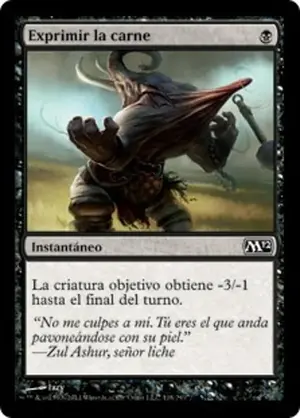 Exprimir la carne
Instantáneo
M12
La criatura objetivo obtiene -3/-1
hasta el final del turno.
“No me culpes a mí. Tú eres el que anda
pavoneándose con su piel.”
—Zul Ashur, señor liche
Izzy